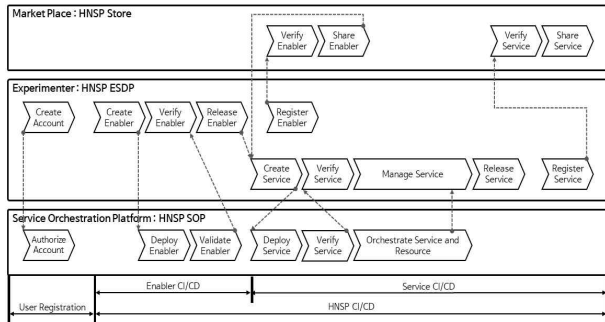 Market Place : HNSP Store
Verify
Enabler
Share
Enabler
Verify
Service
Share
Service
Experimenter : HNSP ESDP
Create
Account
Create
Enabler
Verify
Enabler
Release
Enabler
Register
Enabler
Create
Service
Verify
Service
Manage Service
Release
Service
Register
Service
Service Orchestration Platform : HNSP SOP
Authorize
Account
Deploy
Enabler
Validate
Enabler
Deploy
Service
Verify
Service
Orchestrate Service and
Resource
Enabler CI/CD
Service CI/CD
User Registration
HNSP CI/CD